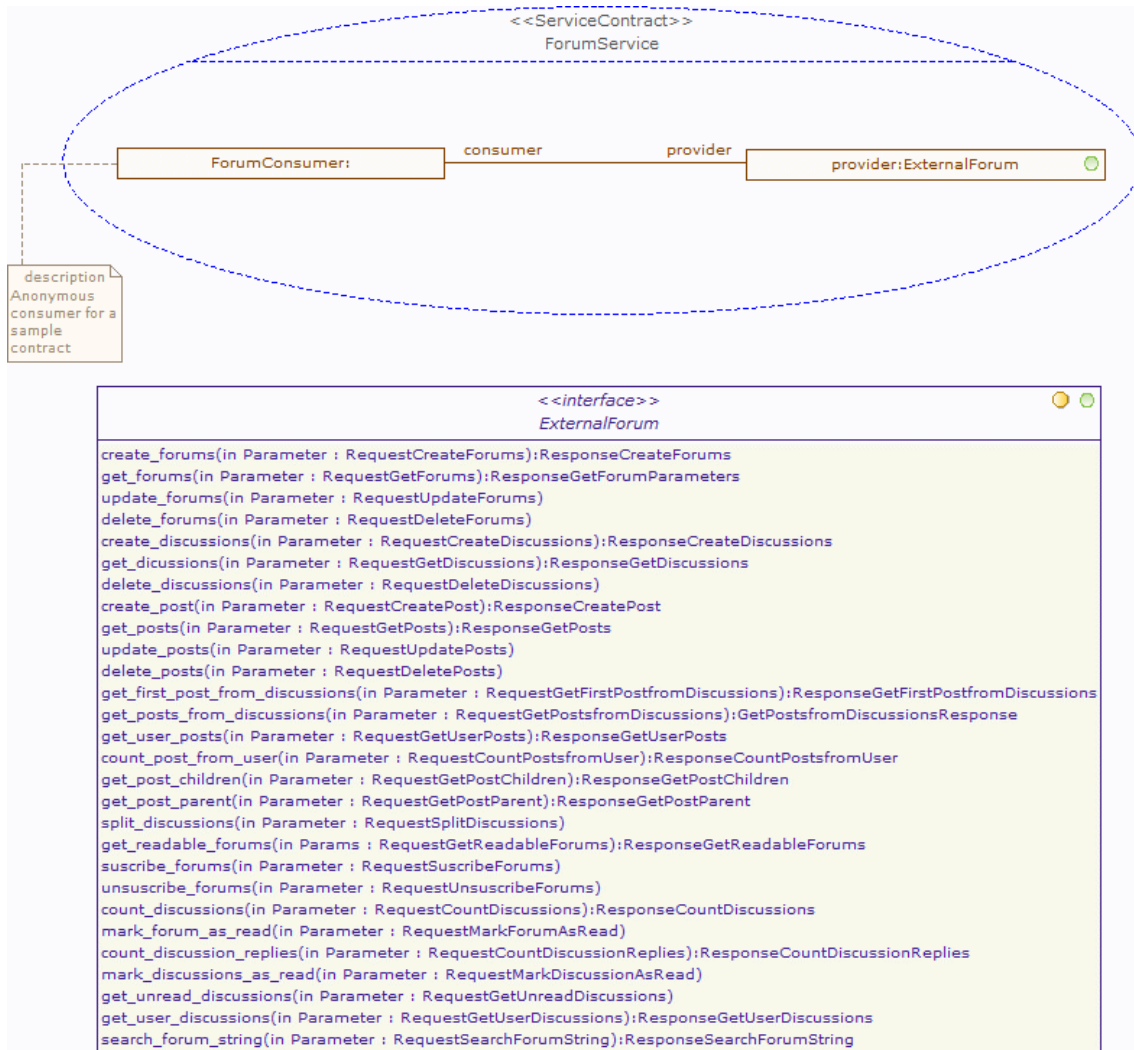 <<ServiceContract>>
ForumService
consumer
provider
ForumConsumer:
provider:ExternalForum
description
Anonymous
consumer for a
sample
contract
<<interface>>
ExternalForum
create_forums(in Parameter : RequestCreateForums):ResponseCreateForums
get_forums(in Parameter : RequestGetForums):ResponseGetForumParameters
update_forums(in Parameter : RequestUpdateForums)
delete_forums(in Parameter : RequestDeleteForums)
create_discussions(in Parameter : RequestCreateDiscussions):ResponseCreateDiscussions
get_dicussions(in Parameter : RequestGetDiscussions):ResponseGetDiscussions
delete_discussions(in Parameter : RequestDeleteDiscussions)
create_post(in Parameter : RequestCreatePost):ResponseCreatePost
get_posts(in Parameter : RequestGetPosts):ResponseGetPosts
update_posts(in Parameter : RequestUpdatePosts)
delete_posts(in Parameter : RequestDeletePosts)
get_first_post_from_discussions(in Parameter : RequestGetFirstPostfromDiscussions):ResponseGetFirstPostfromDiscussions
get_posts_from_discussions(in Parameter : RequestGetPostsfromDiscussions):GetPostsfromDiscussionsResponse
get_user_posts(in Parameter : RequestGetUserPosts):ResponseGetUserPosts
count_post_from_user(in Parameter : RequestCountPostsfromUser):ResponseCountPostsfromUser
get_post_children(in Parameter : RequestGetPostChildren):ResponseGetPostChildren
get_post_parent(in Parameter : RequestGetPostParent):ResponseGetPostParent
split_discussions(in Parameter : RequestSplitDiscussions)
get_readable_forums(in Params : RequestGetReadableForums):ResponseGetReadableForums
suscribe_forums(in Parameter : RequestSuscribeForums)
unsuscribe_forums(in Parameter : RequestUnsuscribeForums)
count_discussions(in Parameter : RequestCountDiscussions):ResponseCountDiscussions
mark_forum_as_read(in Parameter : RequestMarkForumAsRead)
count_discussion_replies(in Parameter : RequestCountDiscussionReplies):ResponseCountDiscussionReplies
mark_discussions_as_read(in Parameter : RequestMarkDiscussionAsRead)
get_unread_discussions(in Parameter : RequestGetUnreadDiscussions)
get_user_discussions(in Parameter : RequestGetUserDiscussions):ResponseGetUserDiscussions
search_forum_string(in Parameter : RequestSearchForumString):ResponseSearchForumString